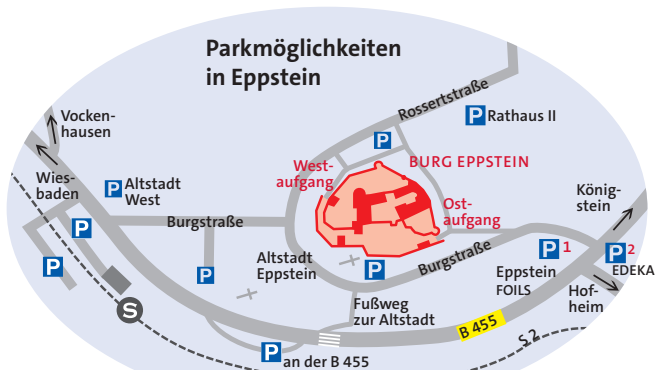 Parkmöglichkeiten
in Eppstein
Vocken-
hausen
Rossertstraße
P Rathaus II
P
West-
aufgang
BURG EPPSTEIN
Wies-
baden
P Altstadt
West
König-
stein
Ost-
aufgang
Burgstraße
P
P
Altstadt
Eppstein
Burgstraße
P 1
P 2
EDEKA
P
P
P
Eppstein
FOILS
Hof-
heim
S
Fußweg
zur Altstadt
B 455
S 2
P an der B 455